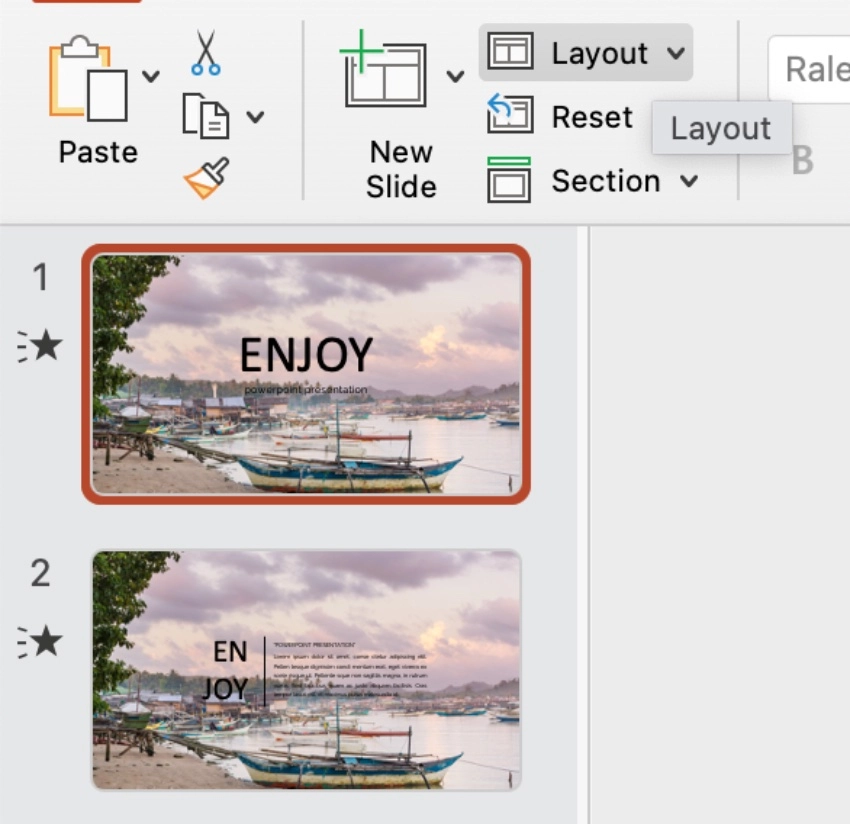 Layout
Reset
Layout
Paste
New
Slide
Section
Rale
B
1
ENJOY
powerpoint presentation
2
EN
JOY
"POWERPOINT PRESENTATION"
Lorem ipsum dolor sit amet, conse ctetur adipiscing elit.